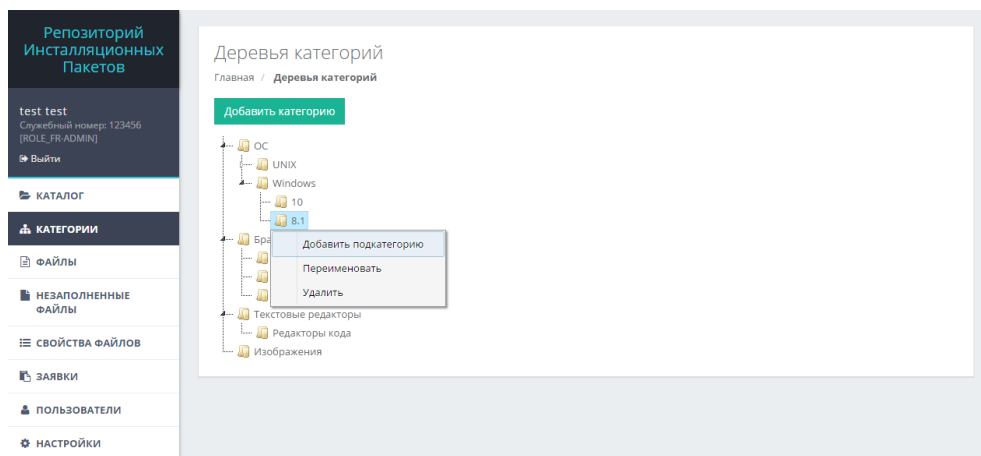 Репозиторий
Инсталляционных
Пакетов
test test
Служебный номер: 123456
[ROLE_FR-ADMIN]
Выйти
КАТАЛОГ
КАТЕГОРИИ
ФАЙЛЫ
НЕЗАПОЛНЕННЫЕ
ФАЙЛЫ
СВОЙСТВА ФАЙЛОВ
ЗАЯВКИ
ПОЛЬЗОВАТЕЛИ
НАСТРОЙКИ
Деревья категорий
Главная / Деревья категорий
Добавить категорию
ОС
UNIX
Windows
10
8.1
Добавить подкатегорию
Переименовать
Удалить
Текстовые редакторы
Редакторы кода
Изображения